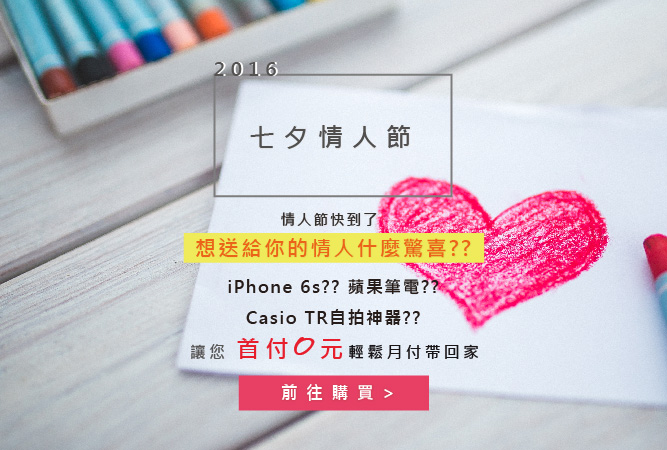 2016
七夕情人節
情人節快到了
想送給你的情人什麼驚喜??
iPhone 6s?? 蘋果筆電??
Casio TR自拍神器??
讓您 首付0元 輕鬆月付帶回家
前往購買 >